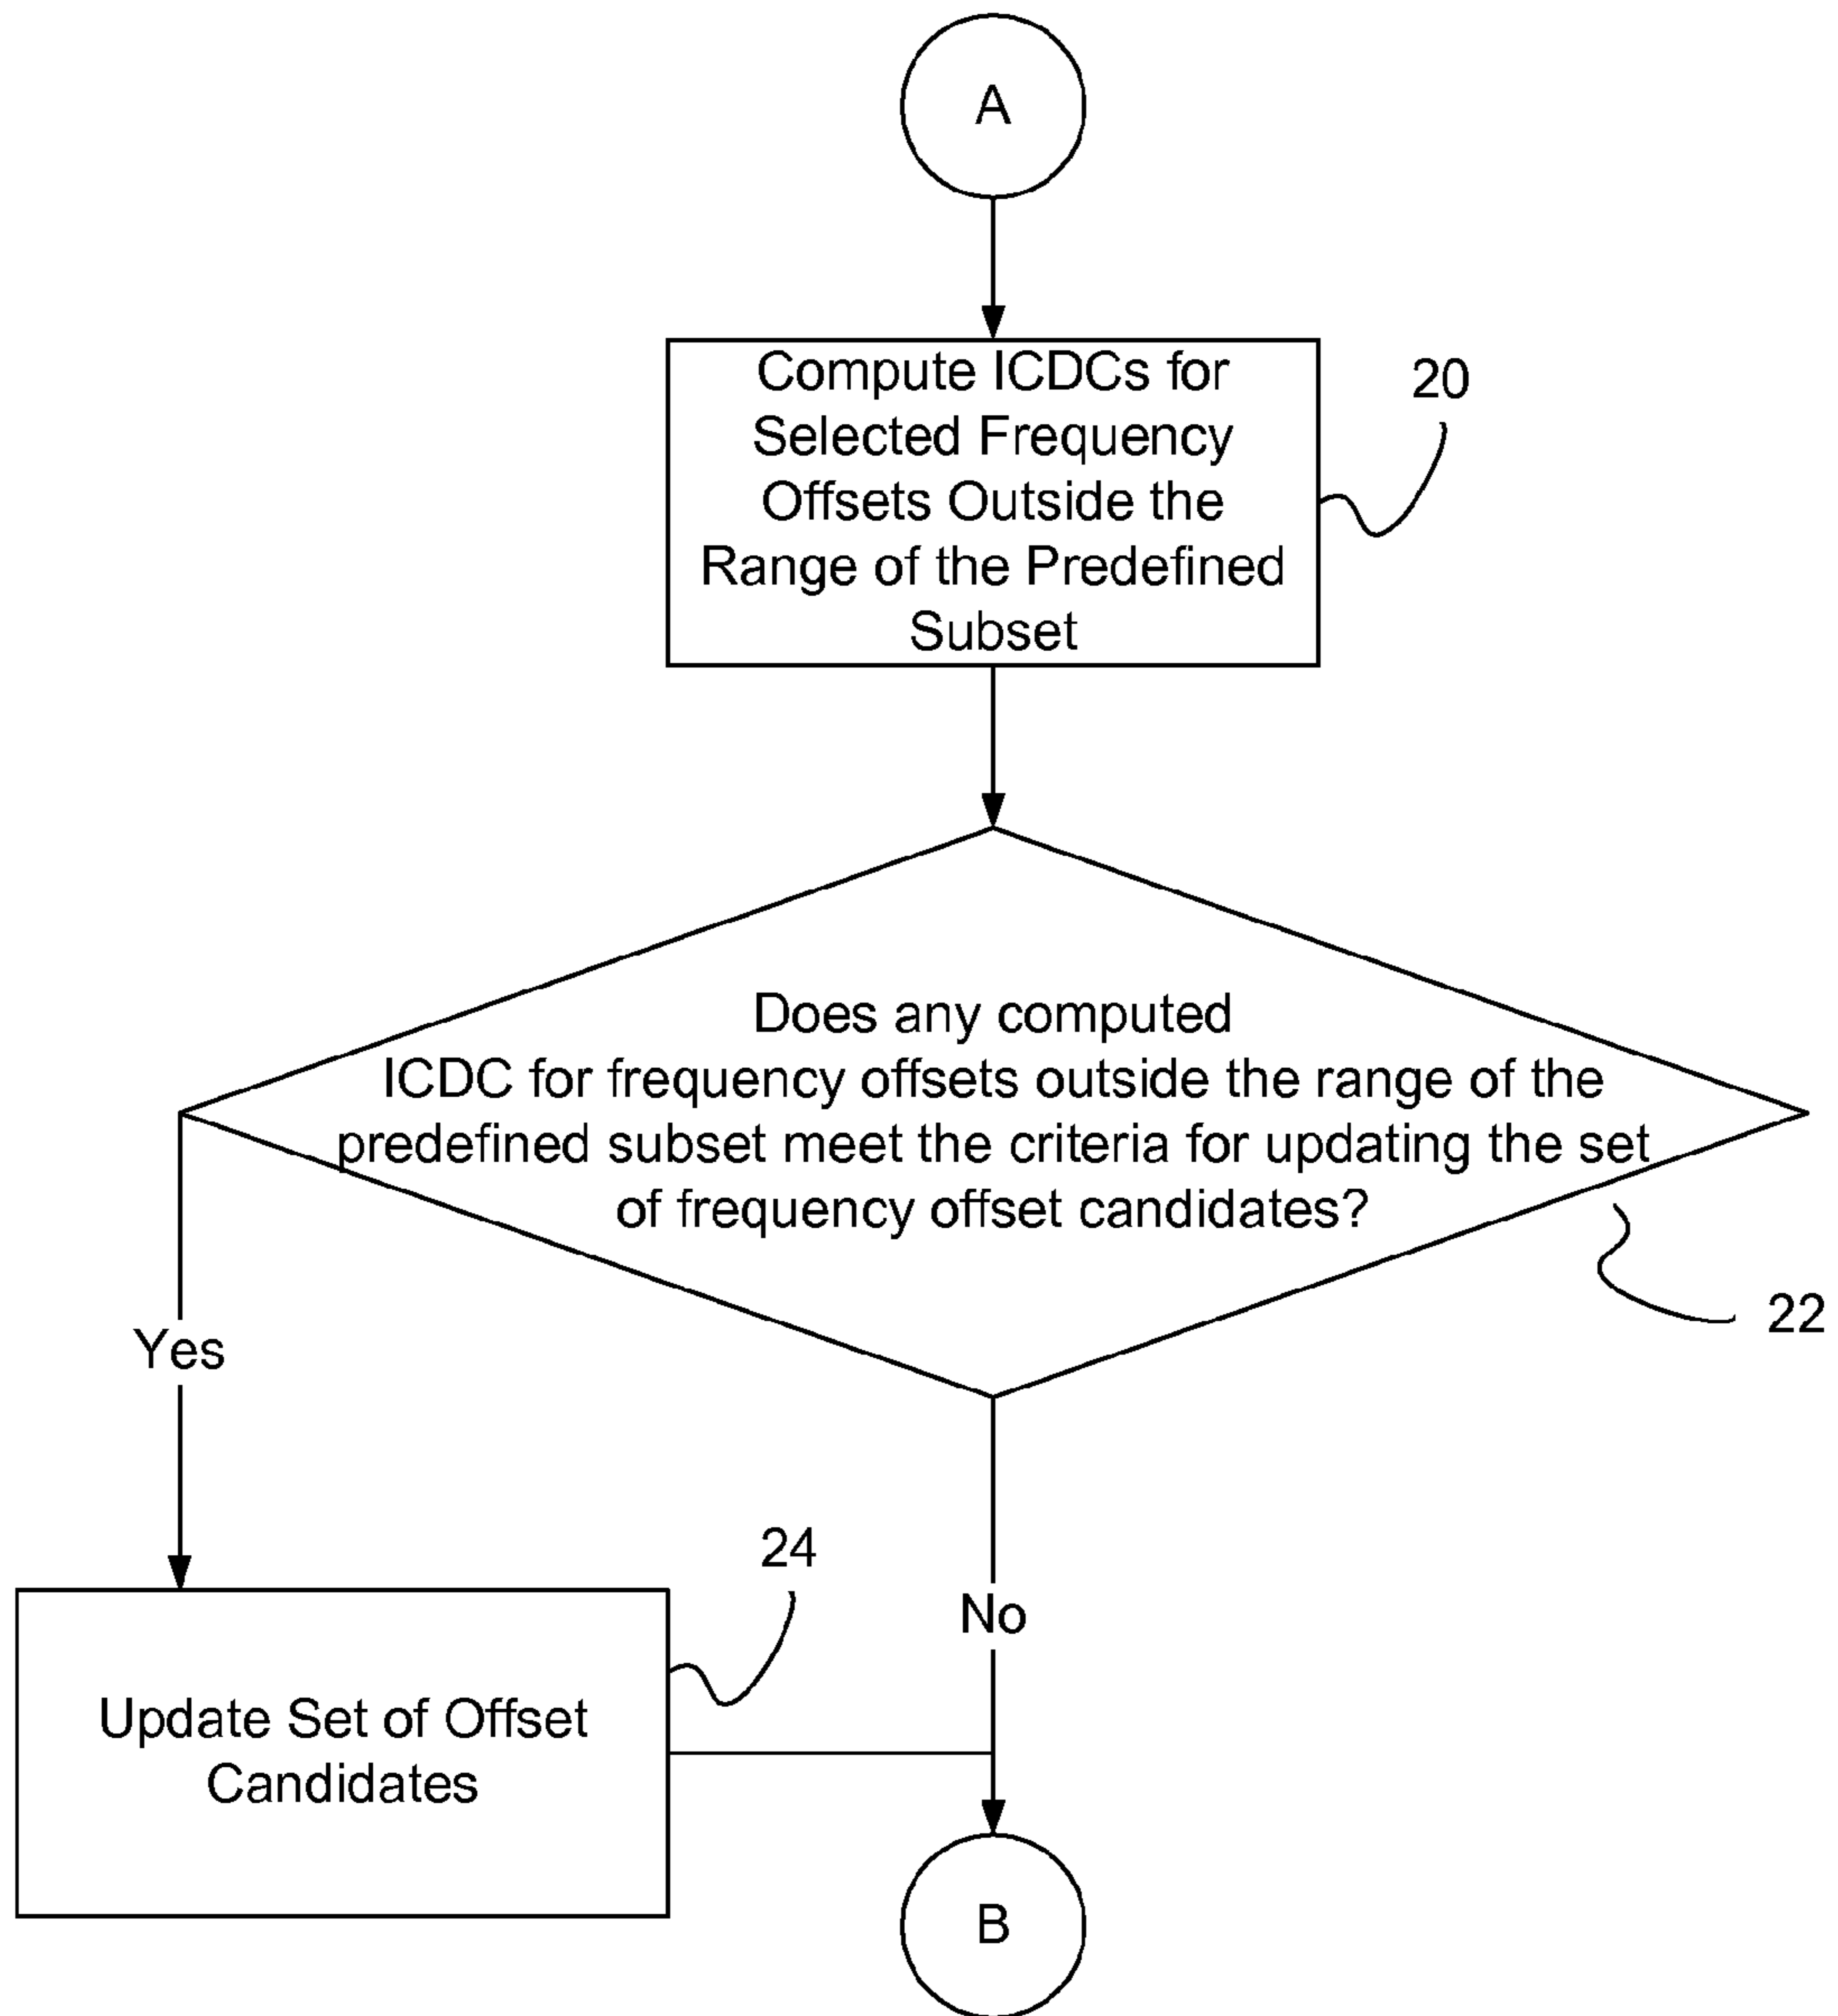 A
Compute ICDCs for
Selected Frequency
Offsets Outside the
Range of the Predefined
Subset
20
Does any computed
ICDC for frequency offsets outside the range of the
predefined subset meet the criteria for updating the set
of frequency offset candidates?
22
Yes
24
No
Update Set of Offset
Candidates
B